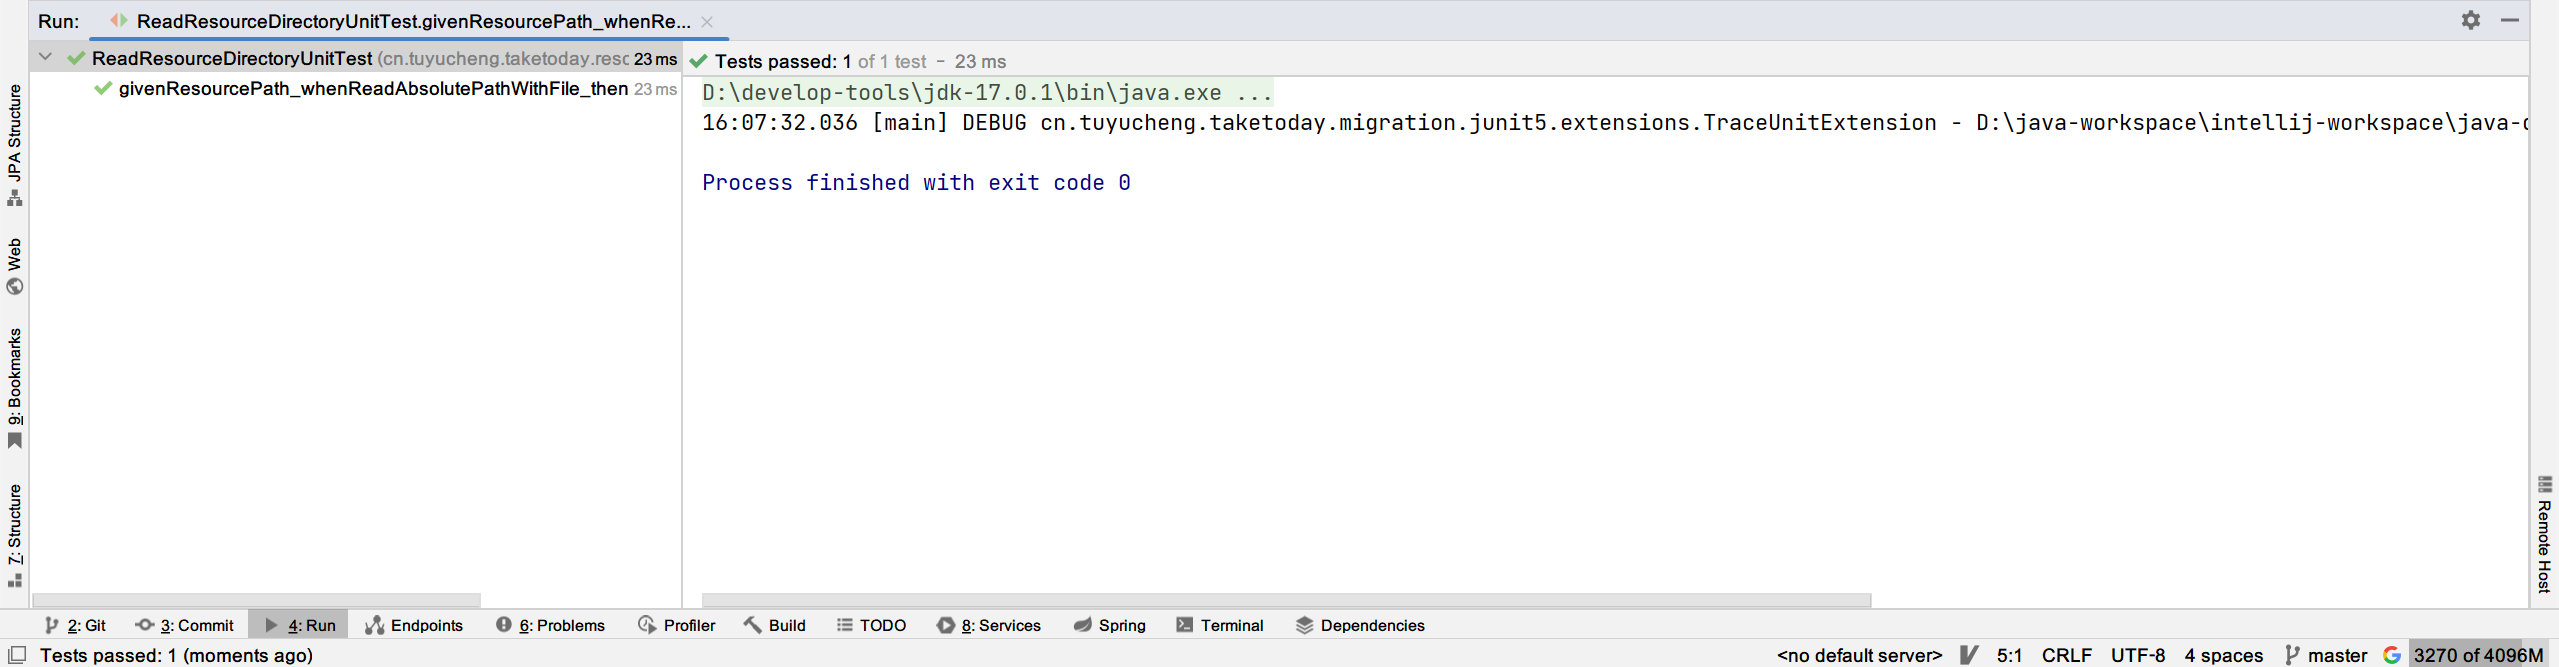 Run: ReadResourceDirectoryUnitTest.givenResourcePath_whenRe...
ReadResourceDirectoryUnitTest (cn.tuyucheng.taketoday.resc 23 ms
givenResourcePath_whenReadAbsolutePathWithFile_then 23 ms
Tests passed: 1 of 1 test – 23 ms
D:\develop-tools\jdk-17.0.1\bin\java.exe ...
16:07:32.036 [main] DEBUG cn.tuyucheng.taketoday.migration.junit5.extensions.TraceUnitExtension - D:\java-workspace\intellij-workspace\java-
Process finished with exit code 0
JPA Structure
Web
9: Bookmarks
7: Structure
Remote Host
2: Git 3: Commit 4: Run Endpoints 6: Problems Profiler Build TODO 8: Services Spring Terminal Dependencies
Tests passed: 1 (moments ago) <no default server> 5:1 CRLF UTF-8 4 spaces master 3270 of 4096M